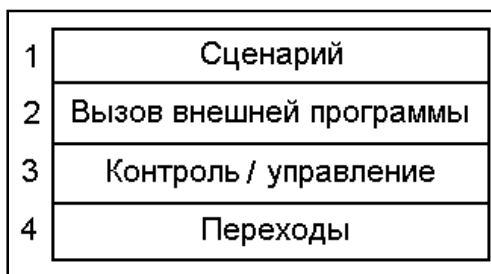 1 Сценарий
2 Вызов внешней программы
3 Контроль / управление
4 Переходы